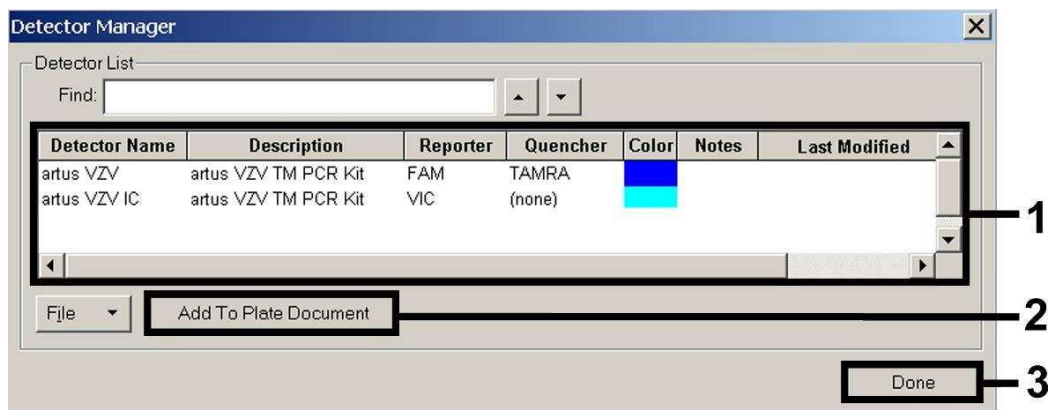 Detector Manager
Detector List
Find:
Detector Name Description Reporter Quencher Color Notes Last Modified
artus VZV artus VZV TM PCR Kit FAM TAMRA
artus VZV IC artus VZV TM PCR Kit VIC (none)
1
File Add To Plate Document 2
Done 3